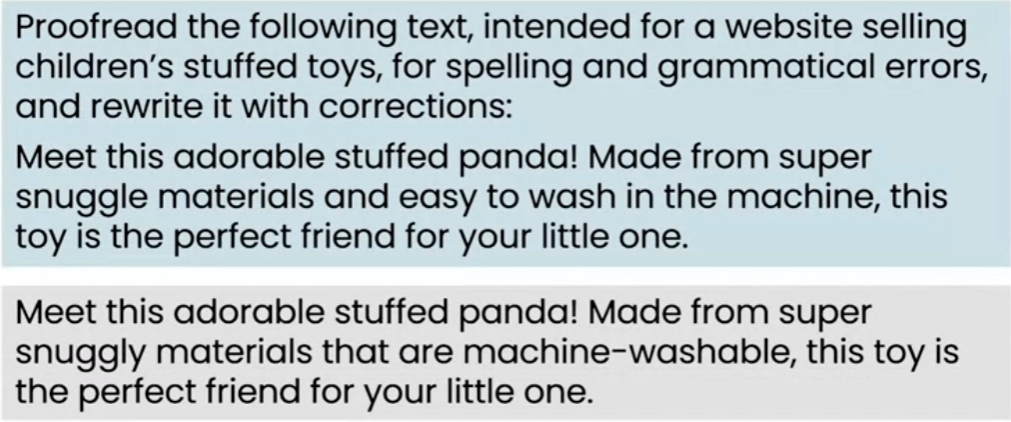 Proofread the following text, intended for a website selling
children's stuffed toys, for spelling and grammatical errors,
and rewrite it with corrections:
Meet this adorable stuffed panda! Made from super
snuggle materials and easy to wash in the machine, this
toy is the perfect friend for your little one.
Meet this adorable stuffed panda! Made from super
snuggly materials that are machine-washable, this toy is
the perfect friend for your little one.